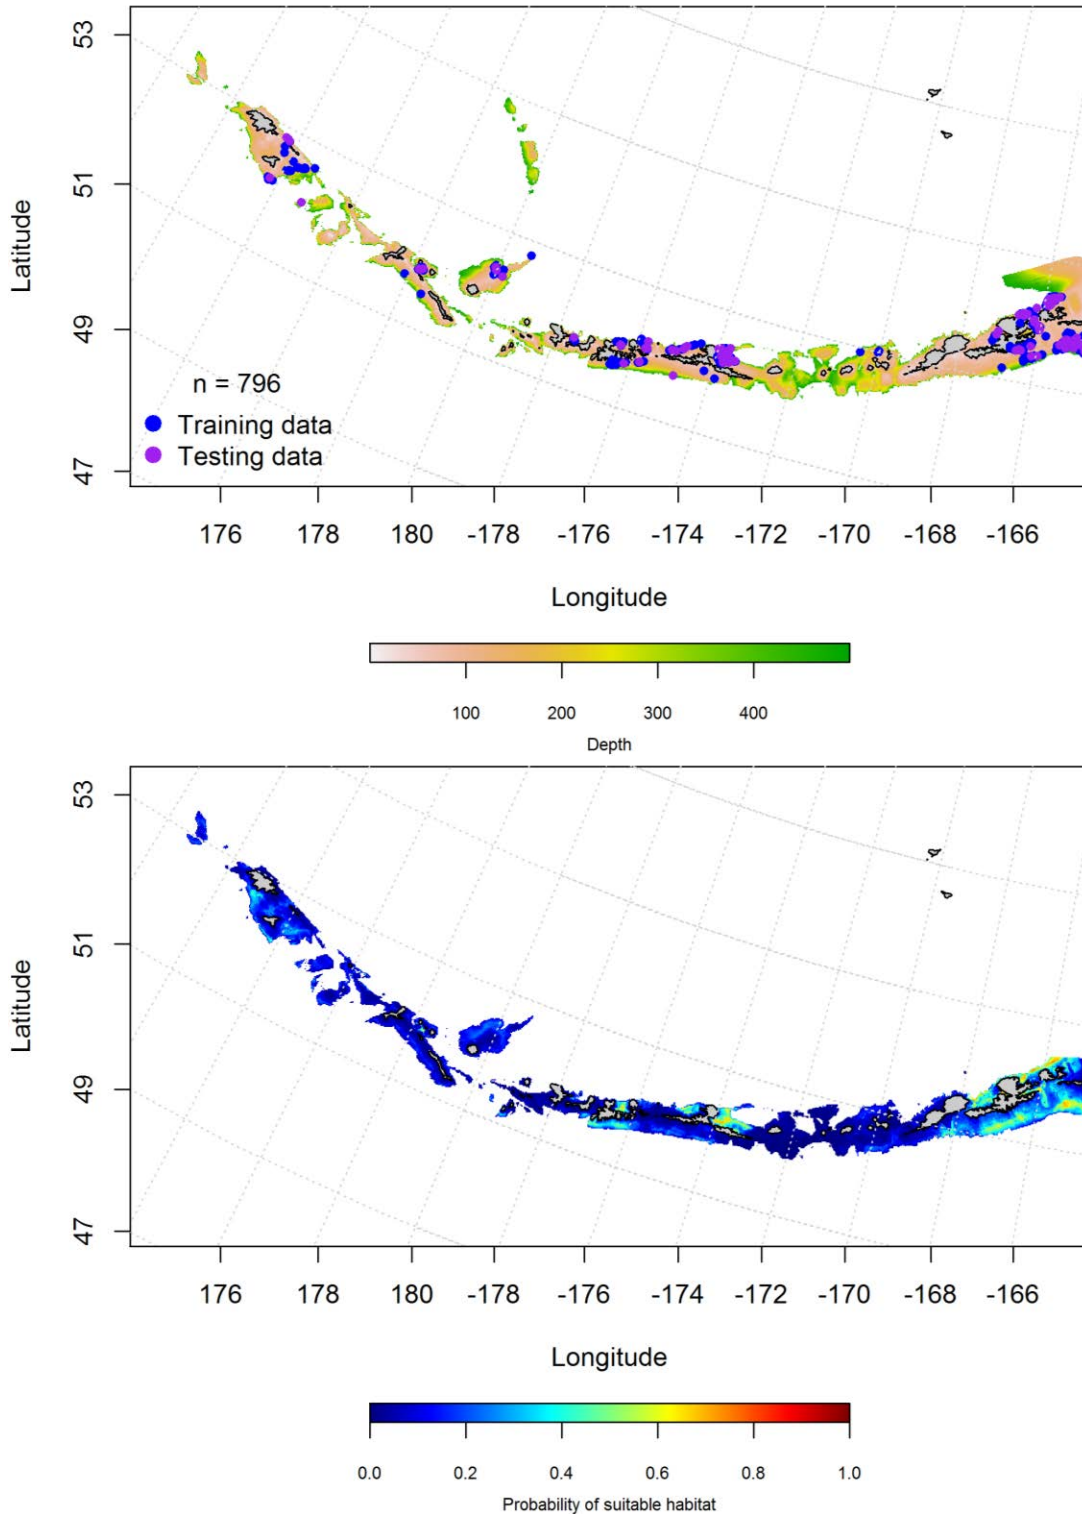 53
51
49
47
Latitude
n = 796
Training data
Testing data
176 178 180 -178 -176 -174 -172 -170 -168 -166
Longitude
100 200 300 400
Depth
53
51
49
47
Latitude
176 178 180 -178 -176 -174 -172 -170 -168 -166
Longitude
0.0 0.2 0.4 0.6 0.8 1.0
Probability of suitable habitat